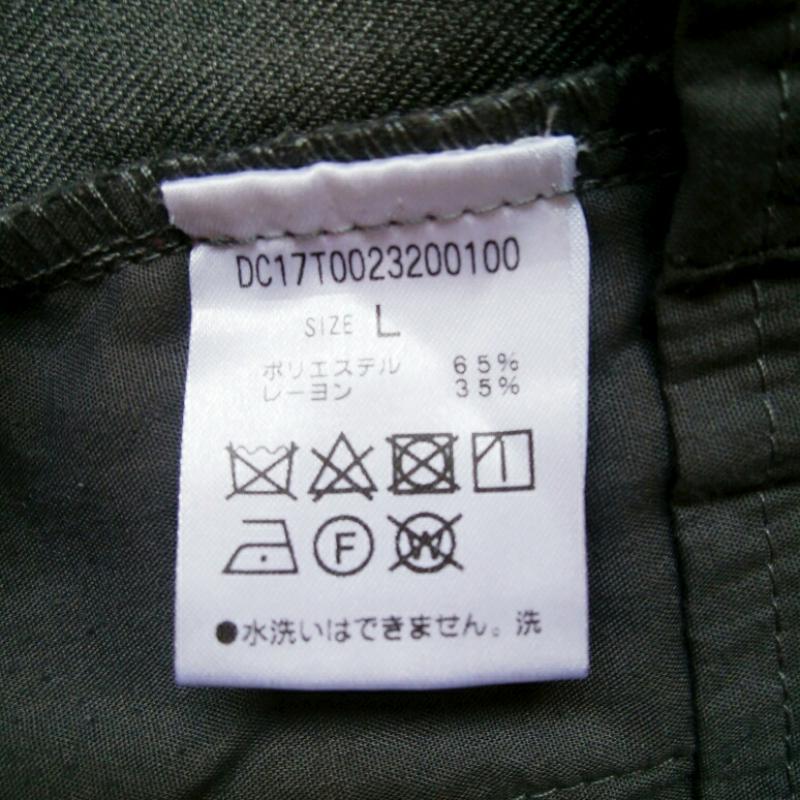 DC17T0023200100
SIZE L
ポリエステル 65%
レーヨン 35%
F W
●水洗いはできません。洗